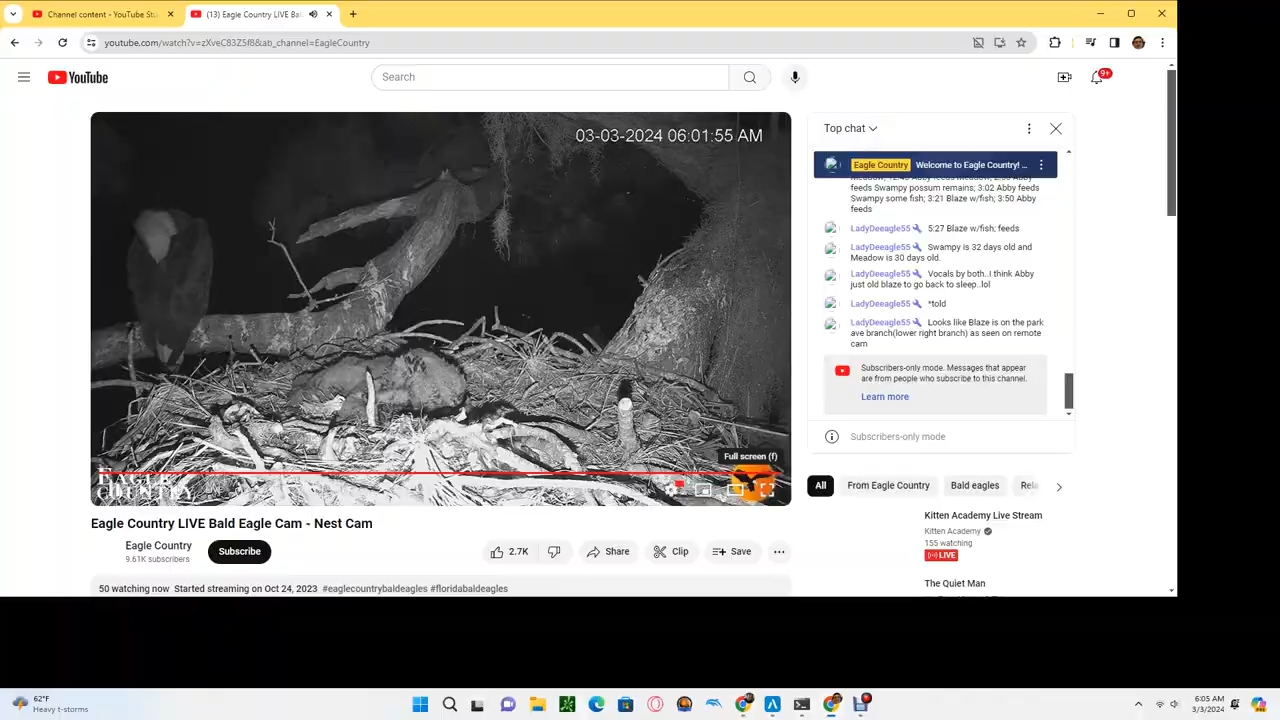 Channel content - YouTube Stu
(13) Eagle Country LIVE Bal
youtube.com/watch?v=zXveC83Z5f8&ab_channel=EagleCountry
YouTube
Search
9+
03-03-2024 06:01:55 AM
EAGLE
COUNTRY
LIVE
Full screen (f)
Top chat
Eagle Country Welcome to Eagle Country! ...
feeds Swampy possum remains; 3:02 Abby
feeds Swampy some fish; 3:21 Blaze w/fish; 3:50 Abby
feeds
LadyDeeagle55 5:27 Blaze w/fish; feeds
LadyDeeagle55 Swampy is 32 days old and
Meadow is 30 days old.
LadyDeeagle55 Vocals by both..I think Abby
just old blaze to go back to sleep..lol
LadyDeeagle55 *told
LadyDeeagle55 Looks like Blaze is on the park
ave branch(lower right branch) as seen on remote
cam
Subscribers-only mode. Messages that appear
are from people who subscribe to this channel.
Learn more
Subscribers-only mode
All
From Eagle Country
Bald eagles
Rela
Eagle Country LIVE Bald Eagle Cam - Nest Cam
Eagle Country
9.61K subscribers
Subscribe
2.7K
Share
Clip
Save
50 watching now Started streaming on Oct 24, 2023 #eaglecountrybaldeagles #floridabaldeagles
Kitten Academy Live Stream
Kitten Academy
155 watching
LIVE
The Quiet Man
62°F
Heavy t-storms
6:05 AM
3/3/2024